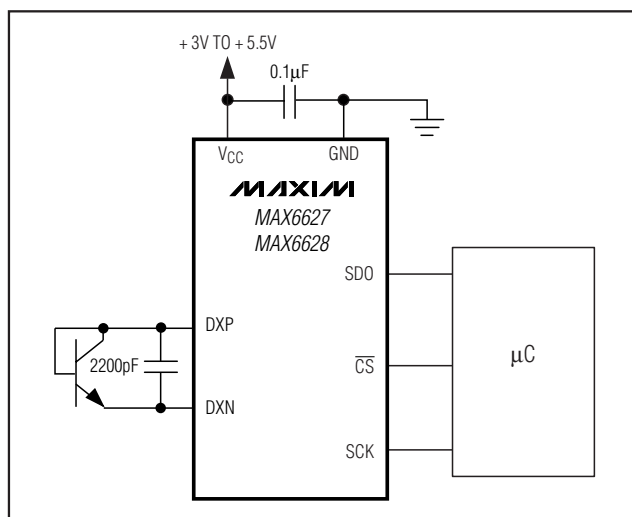 + 3V TO + 5.5V
0.1μF
VCC
GND
MAXIM
MAX6627
MAX6628
SDO
DXP
2200pF
μC
CS
DXN
SCK